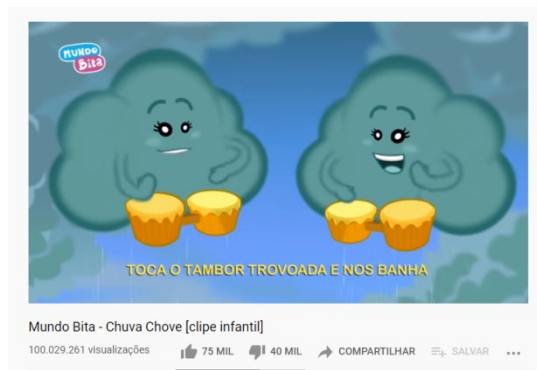 MUNDO
Bita
TOCA O TAMBOR TROVOADA E NOS BANHA
Mundo Bita - Chuva Chove [clipe infantil]
100.029.261 visualizações 75 MIL 40 MIL COMPARTILHAR SALVAR